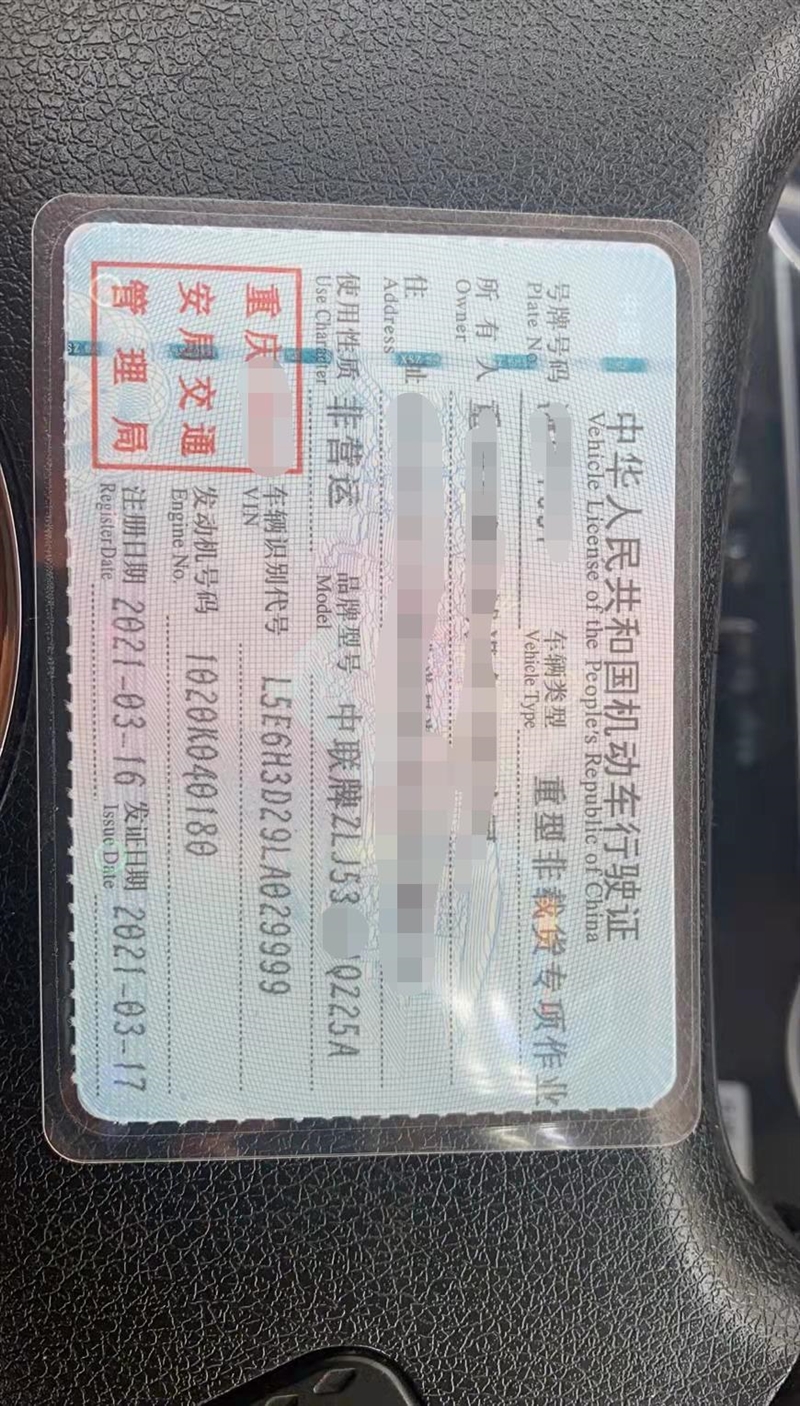 中华人民共和国机动车行驶证
Vehicle License of the People's Republic of China
号牌号码
Plate No.
车辆类型 重型非载货专项作业
Vehicle Type
所有人
Owner
住址
Address
使用性质 非营运
Use Character
品牌型号 中联牌ZLJ53 QZ25A
Model
重庆
安局交通
管理局
车辆识别代号 L5E6H3D29LA029999
VIN
发动机号码 1020K040180
Engine No.
注册日期 2021-03-16
Register Date
发证日期 2021-03-17
Issue Date